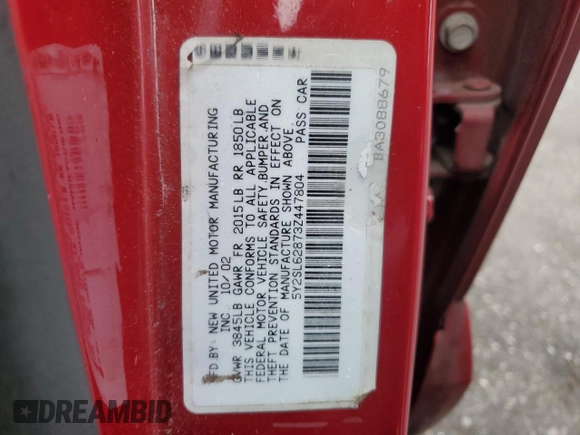 MFD BY: NEW UNITED MOTOR MANUFACTURING
INC 10/02
GVWR 3845LB GAWR FR 2015LB RR 1850LB
THIS VEHICLE CONFORMS TO ALL APPLICABLE
FEDERAL MOTOR VEHICLE SAFETY,BUMPER,AND
THEFT PREVENTION STANDARDS IN EFFECT ON
THE DATE OF MANUFACTURE SHOWN ABOVE.
5Y2SL62873Z447804 PASS CAR
BA3088679
DREAMBID